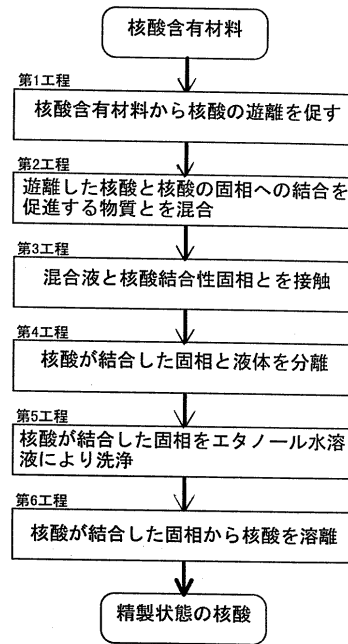 核酸含有材料
第1工程
核酸含有材料から核酸の遊離を促す
第2工程
遊離した核酸と核酸の固相への結合を
促進する物質とを混合
第3工程
混合液と核酸結合性固相とを接触
第4工程
核酸が結合した固相と液体を分離
第5工程
核酸が結合した固相をエタノール水溶
液により洗浄
第6工程
核酸が結合した固相から核酸を溶離
精製状態の核酸